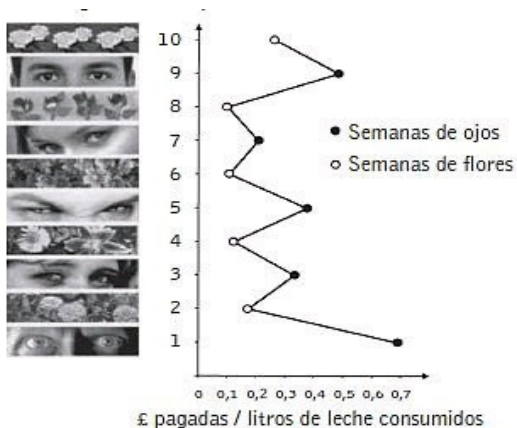 10
9
8
7
● Semanas de ojos
○ Semanas de flores
6
5
4
3
2
1
0 0,1 0,2 0,3 0,4 0,5 0,6 0,7
£ pagadas / litros de leche consumidos